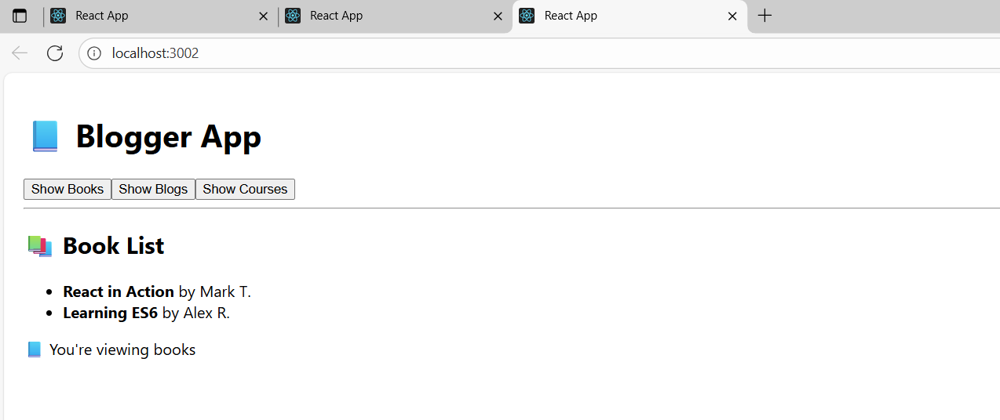 React App
React App
React App
localhost:3002
Blogger App
Show Books Show Blogs Show Courses
Book List
React in Action by Mark T.
Learning ES6 by Alex R.
You're viewing books